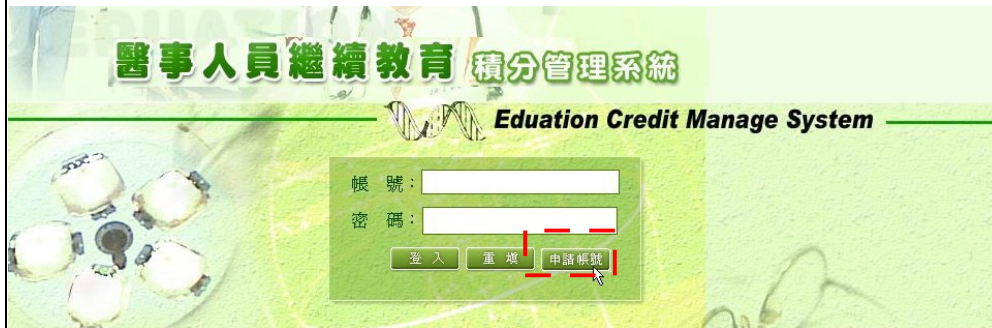 EDUATION
醫事人員繼續教育 積分管理系統
Eduation Credit Manage System
帳 號：
密 碼：
登 入 重 填 申請帳號